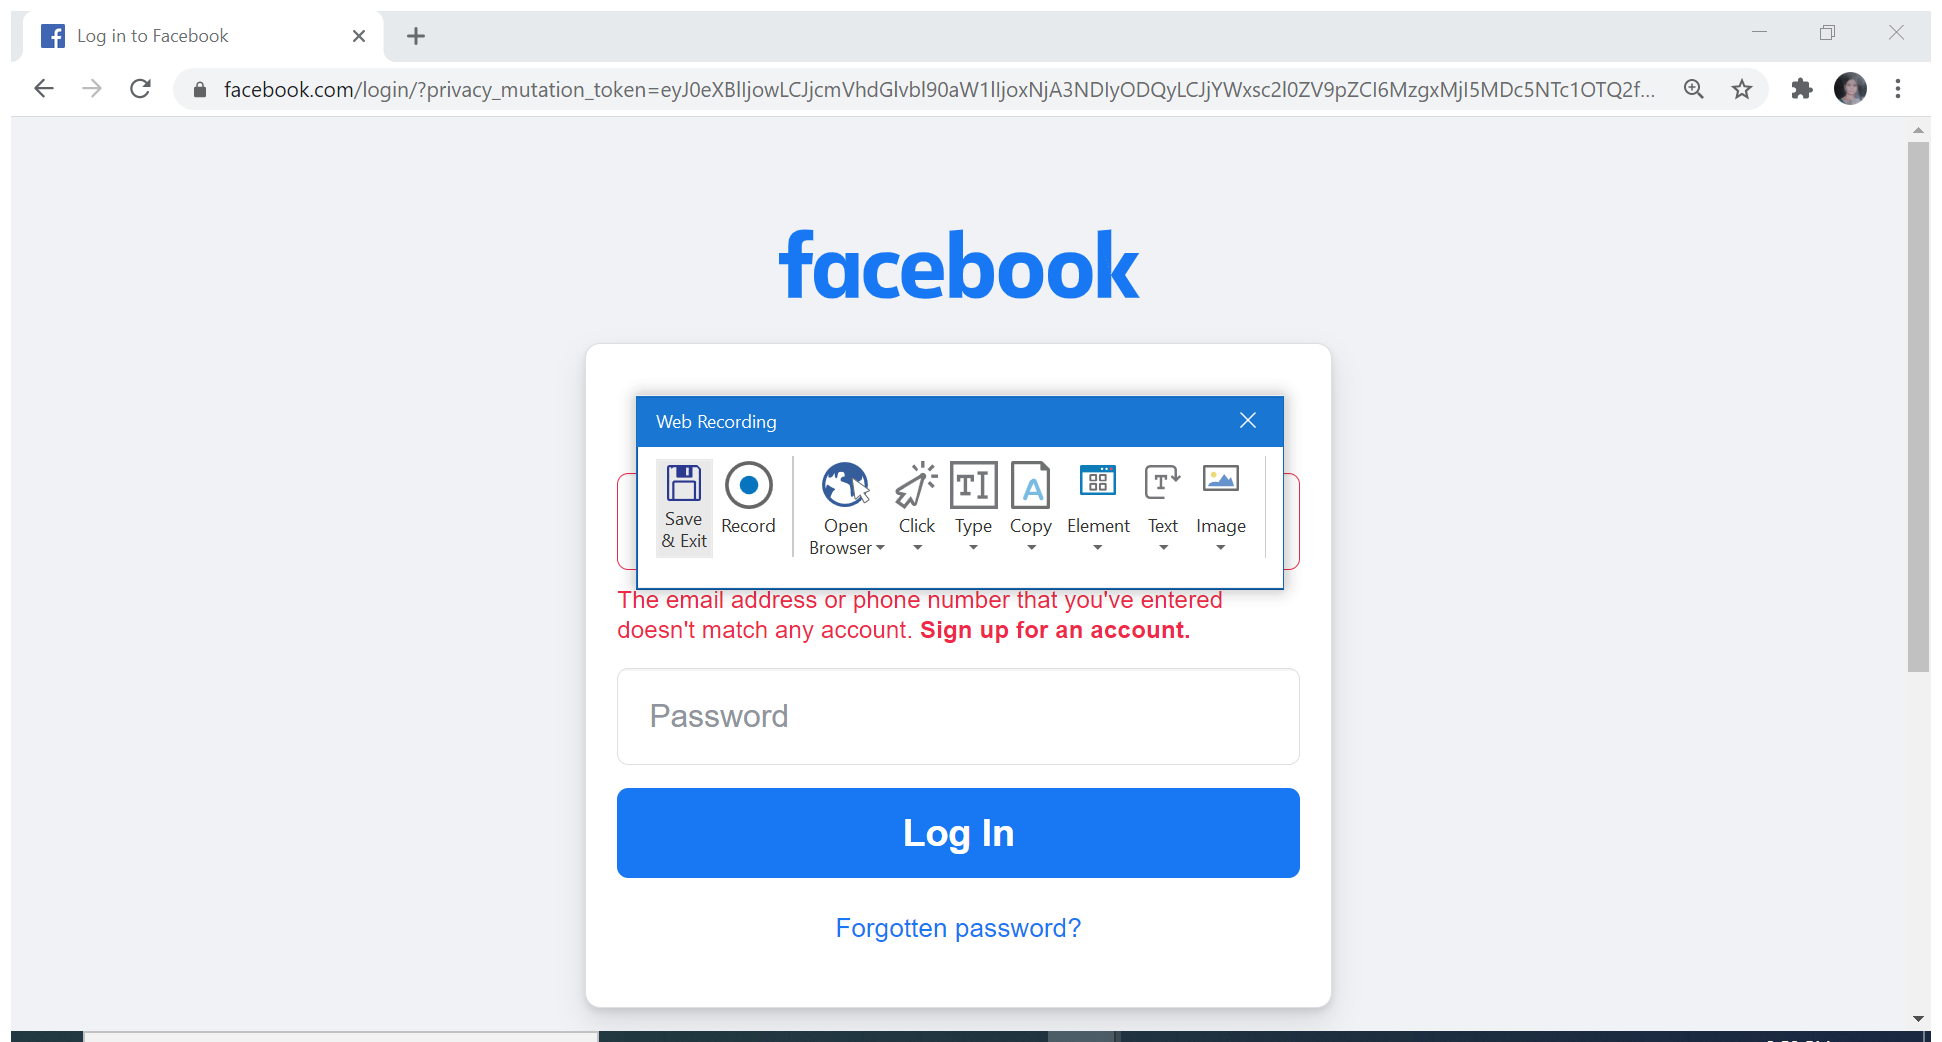 Log in to Facebook
facebook.com/login/?privacy_mutation_token=eyJ0eXBlIjowLCJjcmVhdGlvbl90aW1lIjoxNjA3NDIyODQyLCJjYWxsc2l0ZV9pZCI6MzgxMjI5MDc5NTc1OTQ2f...
facebook
Web Recording
Save
& Exit
Record
Open
Browser
Click
Type
Copy
Element
Text
Image
The email address or phone number that you've entered
doesn't match any account. Sign up for an account.
Password
Log In
Forgotten password?